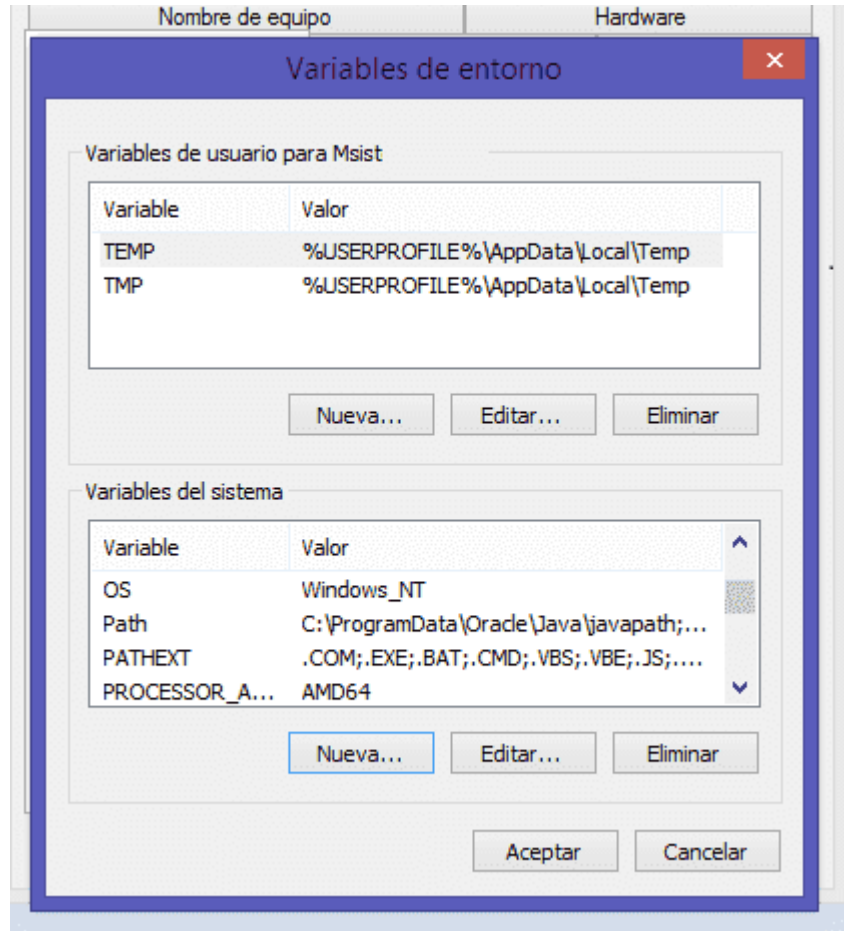 Nombre de equipo Hardware
Variables de entorno
Variables de usuario para Msist
Variable Valor
TEMP %USERPROFILE%\AppData\Local\Temp
TMP %USERPROFILE%\AppData\Local\Temp
Nueva... Editar... Eliminar
Variables del sistema
Variable Valor
OS Windows_NT
Path C:\ProgramData\Oracle\Java\javapath;...
PATHEXT .COM;.EXE;.BAT;.CMD;.VBS;.VBE;.JS;....
PROCESSOR_A... AMD64
Nueva... Editar... Eliminar
Aceptar Cancelar